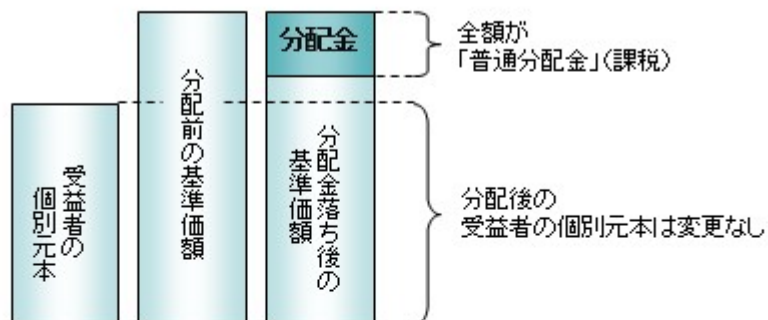 受益者の
個別元本
分配前の基準価額
分配金
分配金落ち後の
基準価額
全額が
「普通分配金」(課税)
分配後の
受益者の個別元本は変更なし